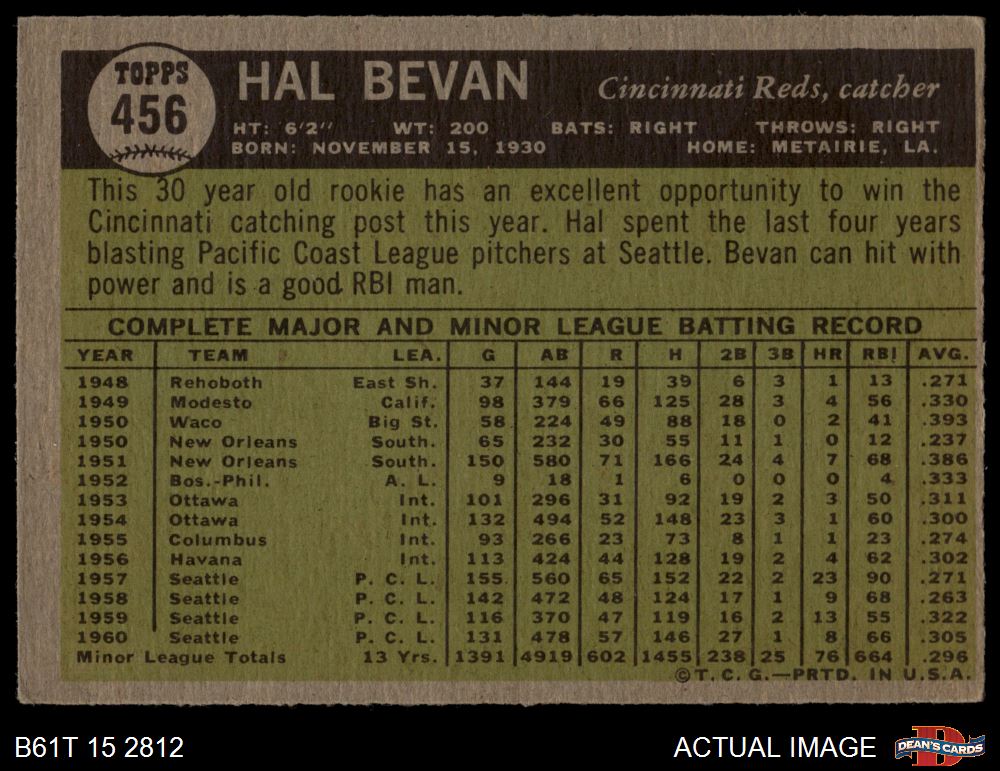 TOPPS
456
HAL BEVAN
Cincinnati Reds, catcher
HT: 6'2" WT: 200 BATS: RIGHT THROWS: RIGHT
BORN: NOVEMBER 15, 1930 HOME: METAIRIE, LA.
This 30 year old rookie has an excellent opportunity to win the
Cincinnati catching post this year. Hal spent the last four years
blasting Pacific Coast League pitchers at Seattle. Bevan can hit with
power and is a good RBI man.
COMPLETE MAJOR AND MINOR LEAGUE BATTING RECORD
YEAR TEAM LEA. G AB R H 2B 3B HR RBI AVG.
1948 Rehoboth East Sh. 37 144 19 39 6 3 1 13 .271
1949 Modesto Calif. 98 379 66 125 28 3 4 56 .330
1950 Waco Big St. 58 224 49 88 18 0 2 41 .393
1950 New Orleans South. 65 232 30 55 11 1 0 12 .237
1951 New Orleans South. 150 580 71 166 24 4 7 68 .386
1952 Bos.-Phil. A. L. 9 18 1 6 0 0 0 4 .333
1953 Ottawa Int. 101 296 31 92 19 2 3 50 .311
1954 Ottawa Int. 132 494 52 148 23 3 1 60 .300
1955 Columbus Int. 93 266 23 73 8 1 1 23 .274
1956 Havana Int. 113 424 44 128 19 2 4 62 .302
1957 Seattle P. C. L. 155 560 65 152 22 2 23 90 .271
1958 Seattle P. C. L. 142 472 48 124 17 1 9 68 .263
1959 Seattle P. C. L. 116 370 47 119 16 2 13 55 .322
1960 Seattle P. C. L. 131 478 57 146 27 1 8 66 .305
Minor League Totals 13 Yrs. 1391 4919 602 1455 238 25 76 664 .296
©T. C. G.—PRTD. IN U.S.A.
B61T 15 2812 ACTUAL IMAGE DEAN'S CARDS